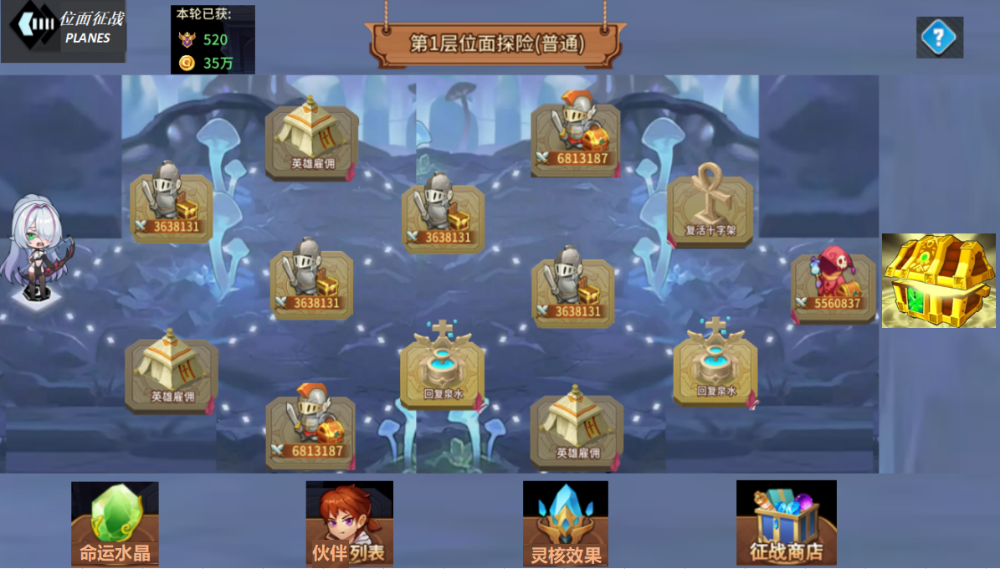 位面征战
PLANES
本轮已获:
520
35万
第1层位面探险(普通)
?
英雄雇佣
6813187
3638131
3638131
复活十字架
3638131
3638131
5560837
英雄雇佣
回复泉水
回复泉水
6813187
英雄雇佣
命运水晶
伙伴列表
灵核效果
征战商店